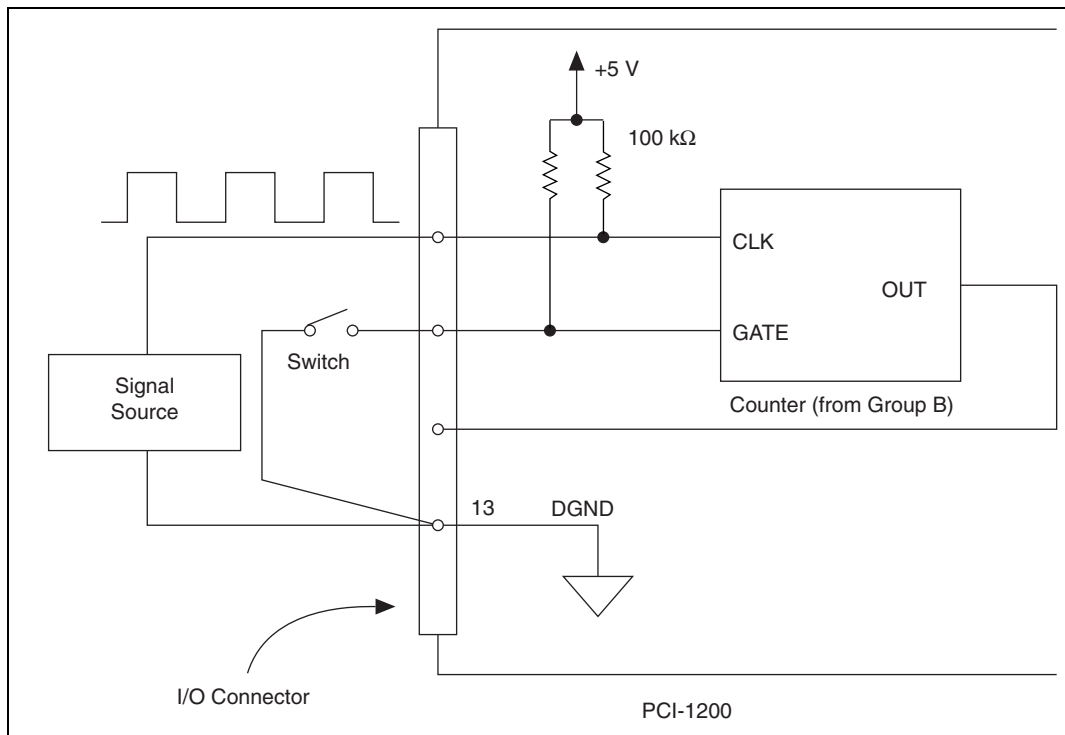 +5 V
100 kΩ
CLK
OUT
GATE
Switch
Signal
Source
Counter (from Group B)
13
DGND
I/O Connector
PCI-1200